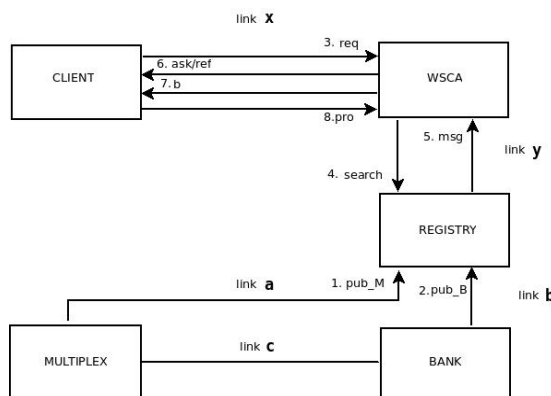 link x
3. req
6. ask/ref
CLIENT
WSCA
7. b
8.pro
5. msg
link y
4. search
REGISTRY
link a
1. pub_M
2.pub_B
link b
link c
MULTIPLEX
BANK